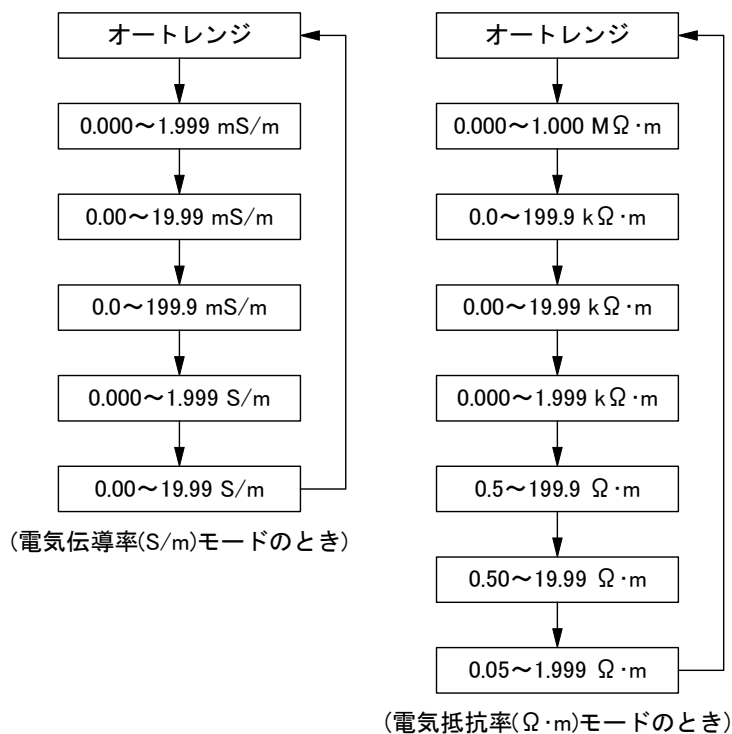 オートレンジ
0.000～1.999 mS/m
0.00～19.99 mS/m
0.0～199.9 mS/m
0.000～1.999 S/m
0.00～19.99 S/m
(電気伝導率(S/m)モードのとき)
オートレンジ
0.000～1.000 MΩ･m
0.0～199.9 kΩ･m
0.00～19.99 kΩ･m
0.000～1.999 kΩ･m
0.5～199.9 Ω･m
0.50～19.99 Ω･m
0.05～1.999 Ω･m
(電気抵抗率(Ω･m)モードのとき)